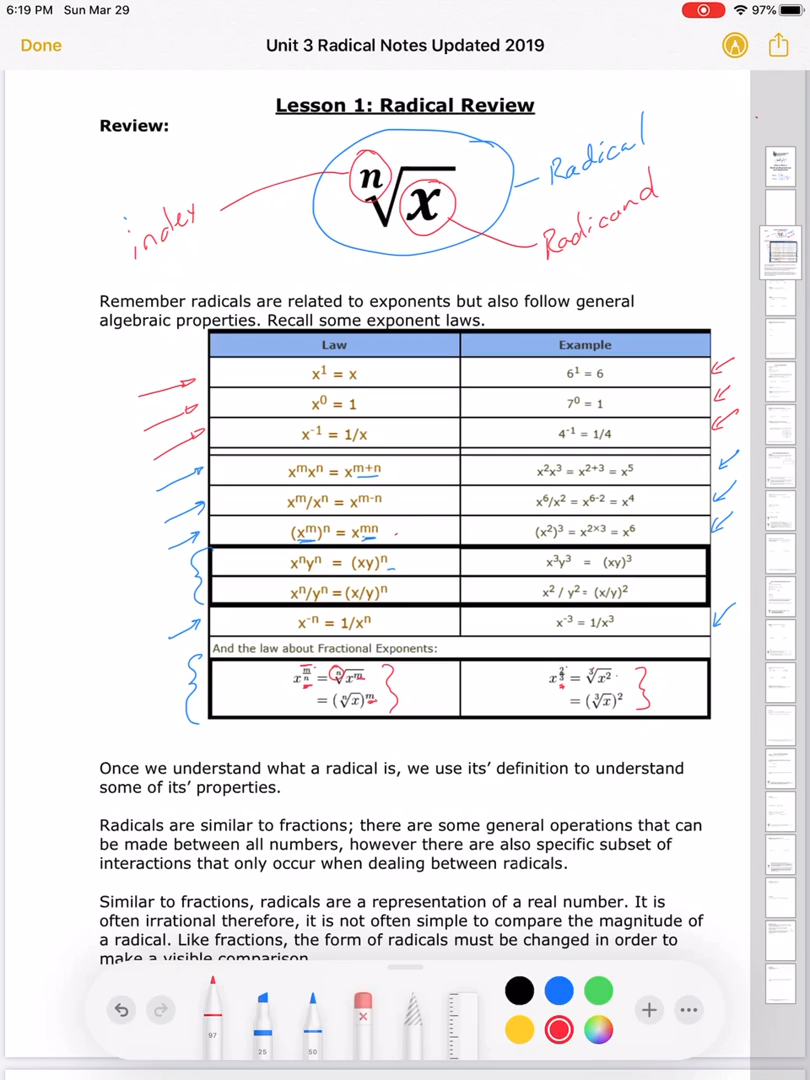 6:19 PM Sun Mar 29 97%
Done Unit 3 Radical Notes Updated 2019
Lesson 1: Radical Review
Review:
ⁿ√x
index
Radical
Radicand
Remember radicals are related to exponents but also follow general
algebraic properties. Recall some exponent laws.
Law Example
x¹ = x 6¹ = 6
x⁰ = 1 7⁰ = 1
x⁻¹ = 1/x 4⁻¹ = 1/4
xᵐxⁿ = xᵐ⁺ⁿ x²x³ = x²⁺³ = x⁵
xᵐ/xⁿ = xᵐ⁻ⁿ x⁶/x² = x⁶⁻² = x⁴
(xᵐ)ⁿ = xᵐⁿ (x²)³ = x²ˣ³ = x⁶
xⁿyⁿ = (xy)ⁿ x³y³ = (xy)³
xⁿ/yⁿ = (x/y)ⁿ x² / y² = (x/y)²
x⁻ⁿ = 1/xⁿ x⁻³ = 1/x³
And the law about Fractional Exponents:
x^(m/n) = ⁿ√xᵐ x^(2/3) = ³√x²
= (ⁿ√x)ᵐ = (³√x)²
Once we understand what a radical is, we use its’ definition to understand
some of its’ properties.
Radicals are similar to fractions; there are some general operations that can
be made between all numbers, however there are also specific subset of
interactions that only occur when dealing between radicals.
Similar to fractions, radicals are a representation of a real number. It is
often irrational therefore, it is not often simple to compare the magnitude of
a radical. Like fractions, the form of radicals must be changed in order to
make a visible comparison.
97 25 50